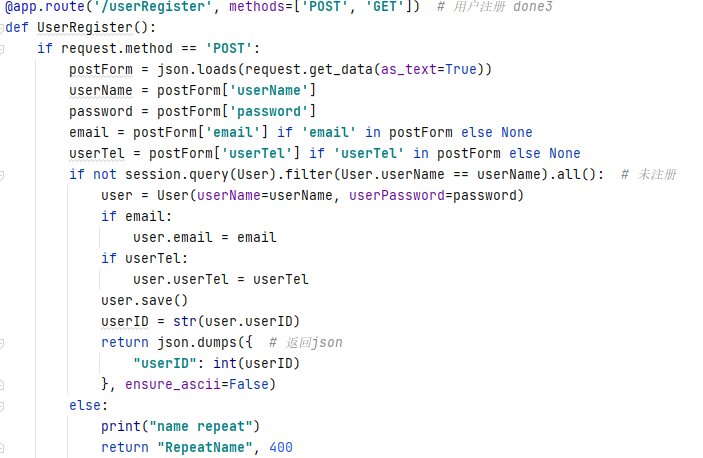 @app.route('/userRegister', methods=['POST', 'GET'])  # 用户注册 done3
def UserRegister():
    if request.method == 'POST':
        postForm = json.loads(request.get_data(as_text=True))
        userName = postForm['userName']
        password = postForm['password']
        email = postForm['email'] if 'email' in postForm else None
        userTel = postForm['userTel'] if 'userTel' in postForm else None
        if not session.query(User).filter(User.userName == userName).all():  # 未注册
            user = User(userName=userName, userPassword=password)
            if email:
                user.email = email
            if userTel:
                user.userTel = userTel
            user.save()
            userID = str(user.userID)
            return json.dumps({  # 返回json
                "userID": int(userID)
            }, ensure_ascii=False)
        else:
            print("name repeat")
            return "RepeatName", 400